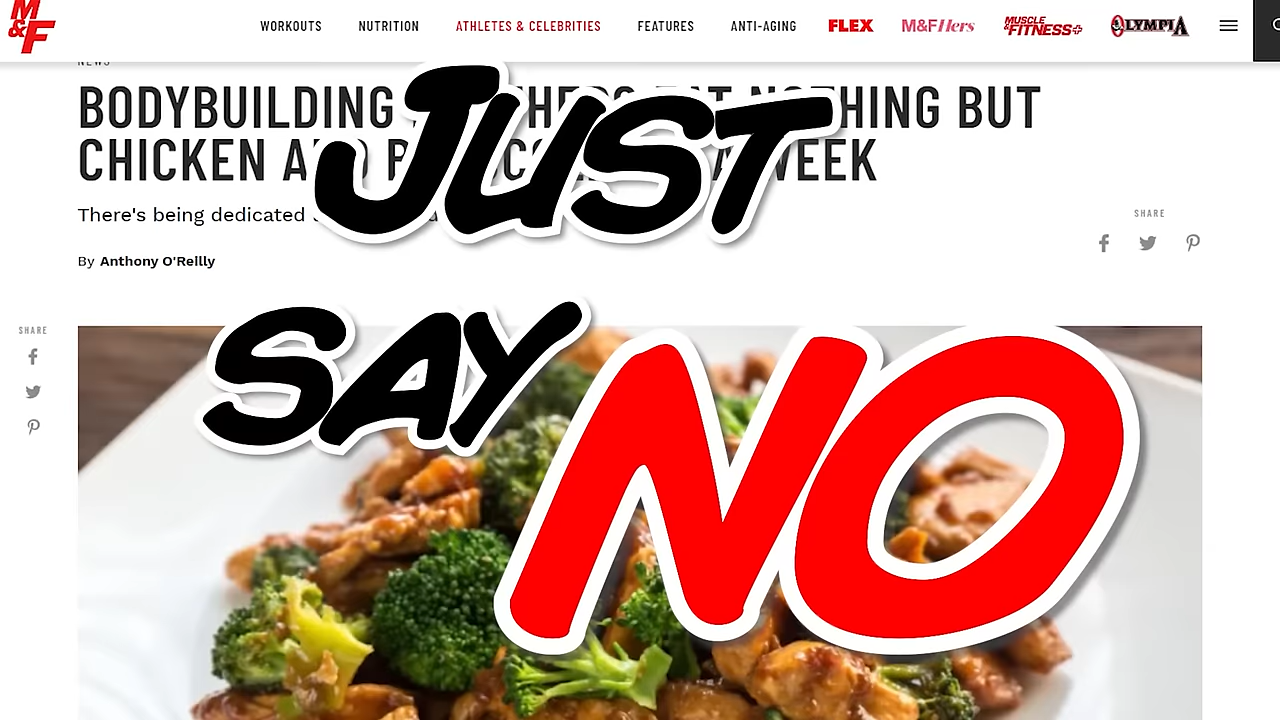 M&F
WORKOUTS NUTRITION ATHLETES & CELEBRITIES FEATURES ANTI-AGING FLEX M&F Hers MUSCLE &FITNESS+ OLYMPIA
NEWS
BODYBUILDING NOTHING BUT
CHICKEN WEEK
There's being dedicated
JUST
SHARE
By Anthony O'Reilly
SHARE
SAY NO